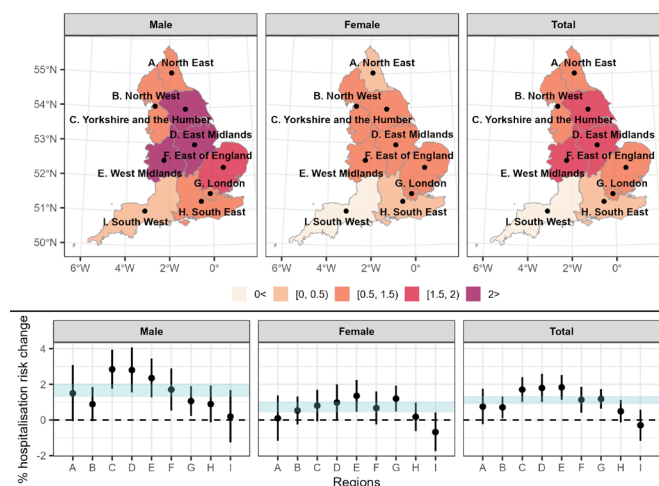 Male Female Total
55°N
54°N
53°N
52°N
51°N
50°N
A. North East
B. North West
C. Yorkshire and the Humber
D. East Midlands
F. East of England
E. West Midlands
G. London
H. South East
I. South West
A. North East
B. North West
C. Yorkshire and the Humber
D. East Midlands
F. East of England
E. West Midlands
G. London
H. South East
I. South West
A. North East
B. North West
C. Yorkshire and the Humber
D. East Midlands
F. East of England
E. West Midlands
G. London
H. South East
I. South West
6°W 4°W 2°W 0° 6°W 4°W 2°W 0° 6°W 4°W 2°W 0°
0< [0, 0.5) [0.5, 1.5) [1.5, 2) 2>
Male Female Total
% hospitalisation risk change
4
2
0
-2
A B C D E F G H I A B C D E F G H I A B C D E F G H I
Regions